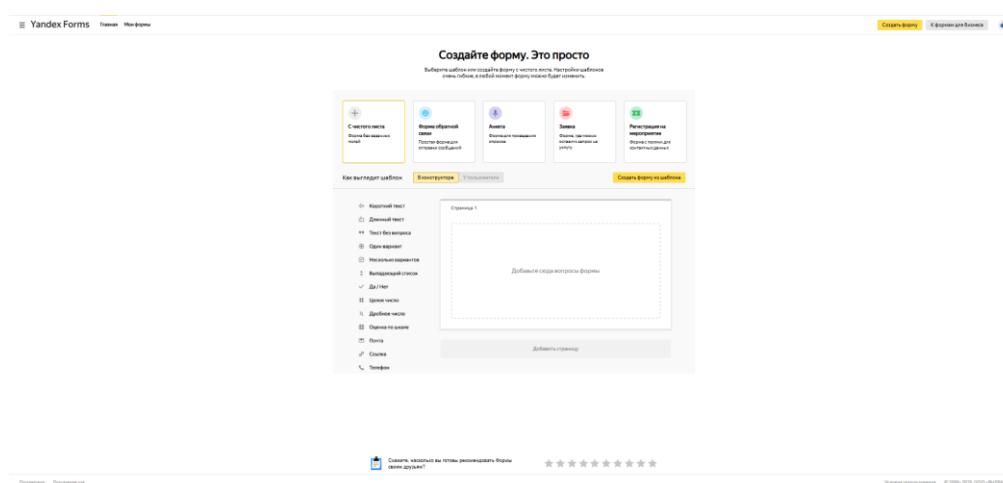 Yandex Forms Главная Мои формы
Создать форму К формам для бизнеса
Создайте форму. Это просто
Выберите шаблон или создайте форму с чистого листа. Настройки шаблонов
очень гибкие, в любой момент форму можно будет изменить.
С чистого листа
Форма без заданных
полей
Форма обратной
связи
Простая форма для
отправки сообщений
Анкета
Форма для проведения
опросов
Заявка
Форма, где можно
оставить запрос на
услугу
Регистрация на
мероприятие
Форма с полями для
контактных данных
Как выглядит шаблон В конструкторе У пользователя Создать форму из шаблона
Короткий текст
Длинный текст
Текст без вопроса
Один вариант
Несколько вариантов
Выпадающий список
Да / Нет
Целое число
Дробное число
Оценка по шкале
Почта
Ссылка
Телефон
Страница 1
Добавьте сюда вопросы формы
Добавить страницу
Скажите, насколько вы готовы рекомендовать Формы
своим друзьям?